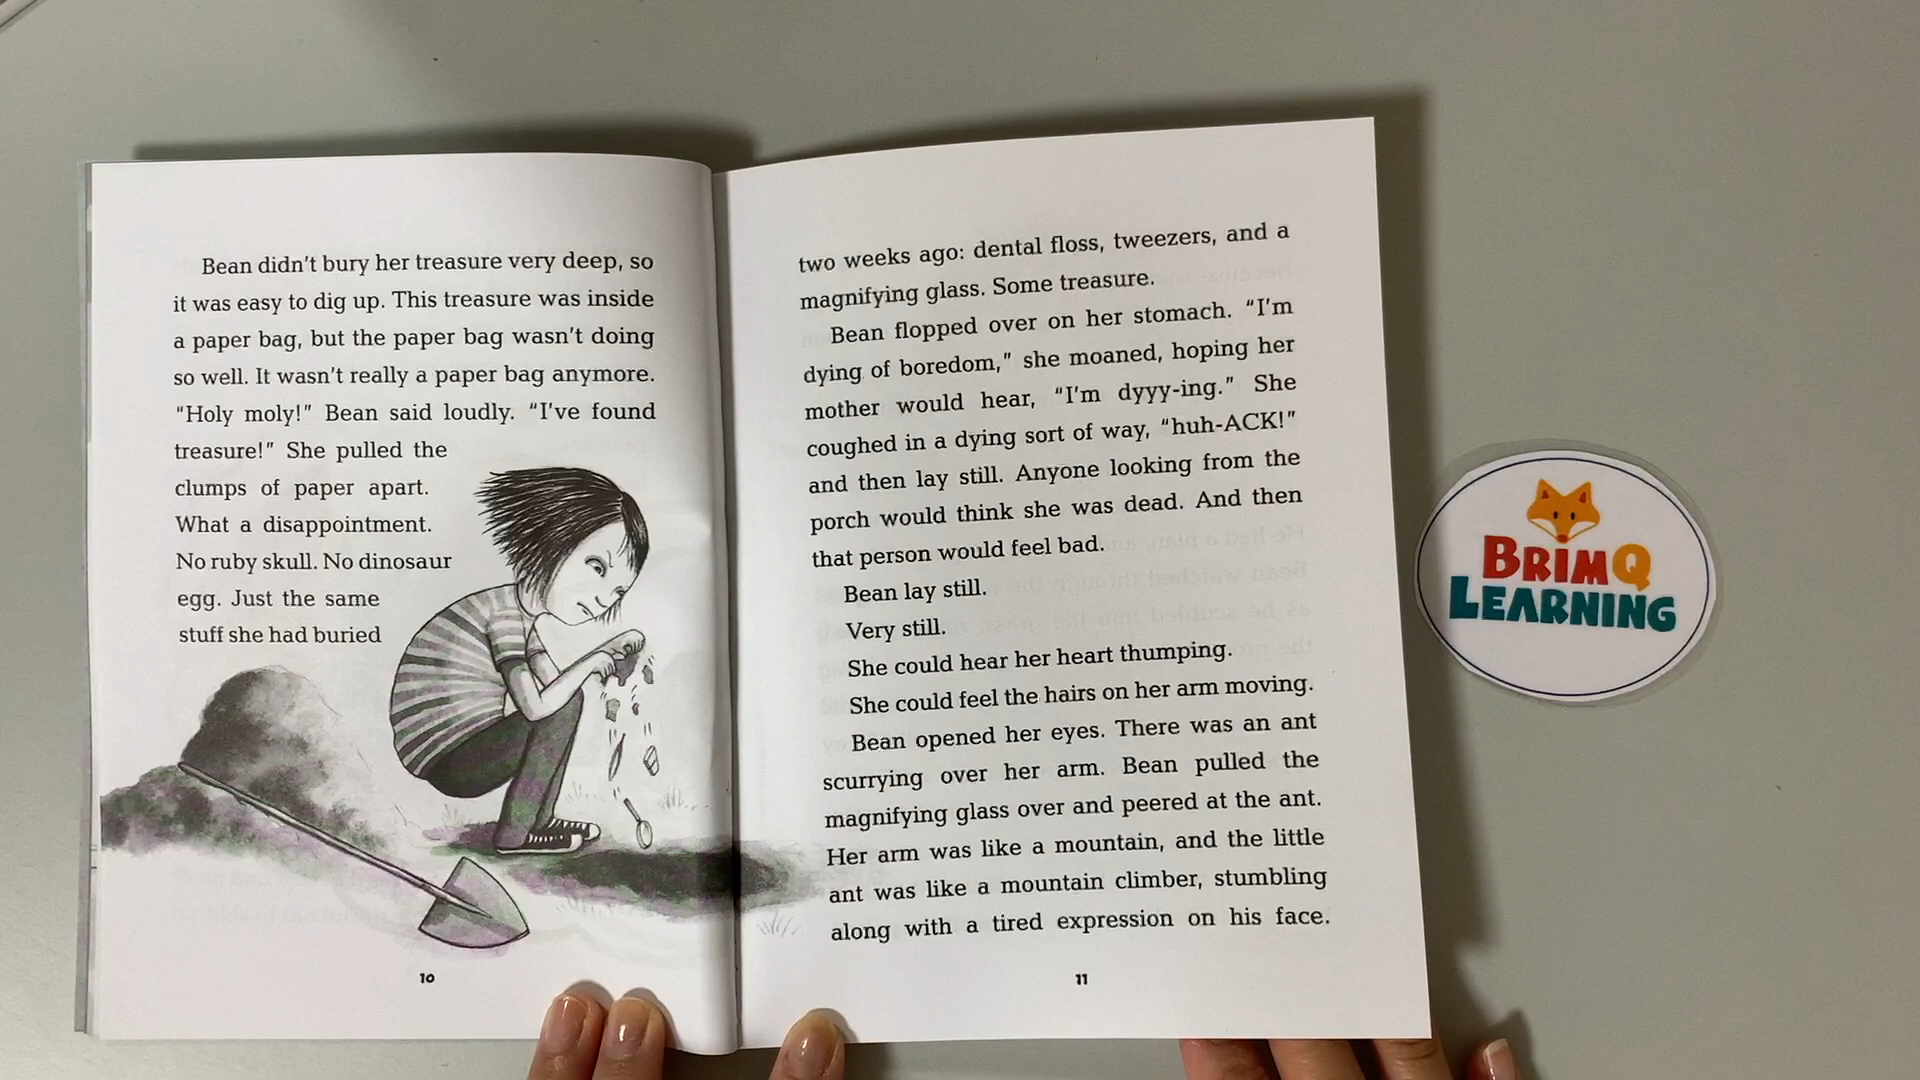 Bean didn't bury her treasure very deep, so
it was easy to dig up. This treasure was inside
a paper bag, but the paper bag wasn't doing
so well. It wasn't really a paper bag anymore.
"Holy moly!" Bean said loudly. "I've found
treasure!" She pulled the
clumps of paper apart.
What a disappointment.
No ruby skull. No dinosaur
egg. Just the same
stuff she had buried
10
two weeks ago: dental floss, tweezers, and a
magnifying glass. Some treasure.
Bean flopped over on her stomach. "I'm
dying of boredom," she moaned, hoping her
mother would hear, "I'm dyyy-ing." She
coughed in a dying sort of way, "huh-ACK!"
and then lay still. Anyone looking from the
porch would think she was dead. And then
that person would feel bad.
Bean lay still.
Very still.
She could hear her heart thumping.
She could feel the hairs on her arm moving.
Bean opened her eyes. There was an ant
scurrying over her arm. Bean pulled the
magnifying glass over and peered at the ant.
Her arm was like a mountain, and the little
ant was like a mountain climber, stumbling
along with a tired expression on his face.
11
BRIMQ
LEARNING